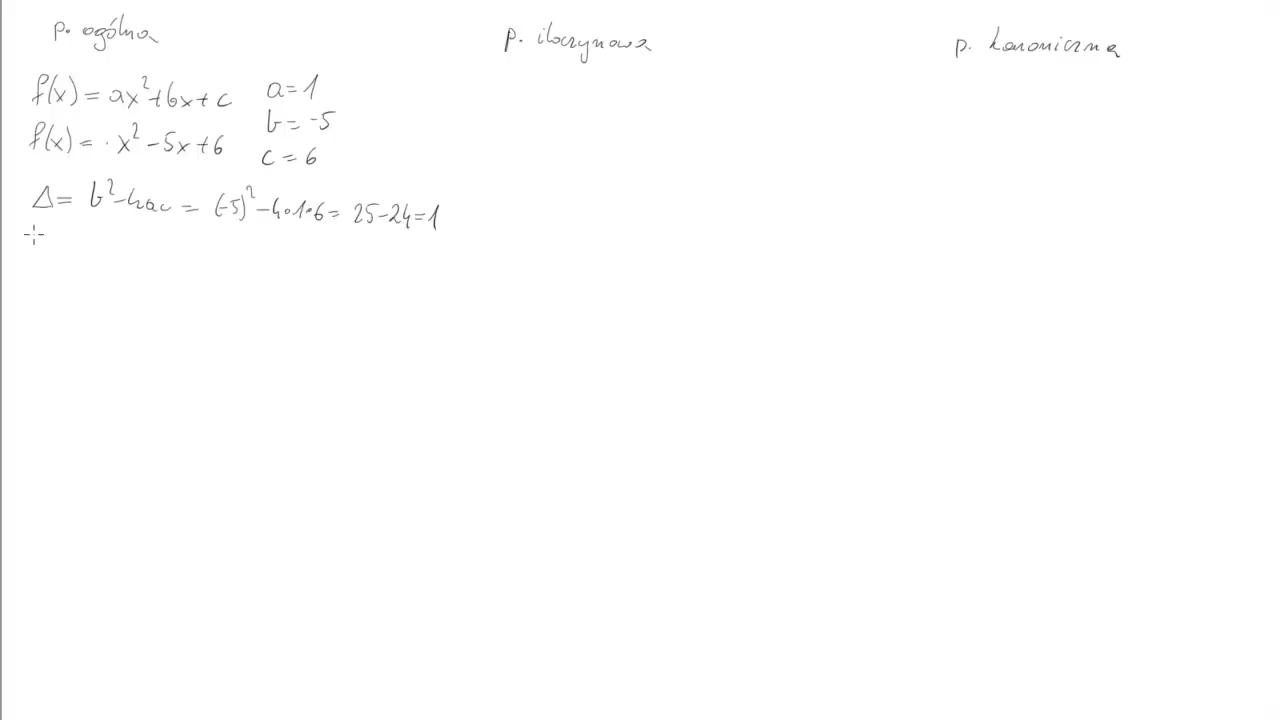 p. ogólna
p. iloczynowa
p. kanoniczna
f(x) = ax²+bx+c
a=1
f(x) = x² - 5x + 6
b = -5
c = 6
Δ = b²-4ac = (-5)² - 4·1·6 = 25-24=1